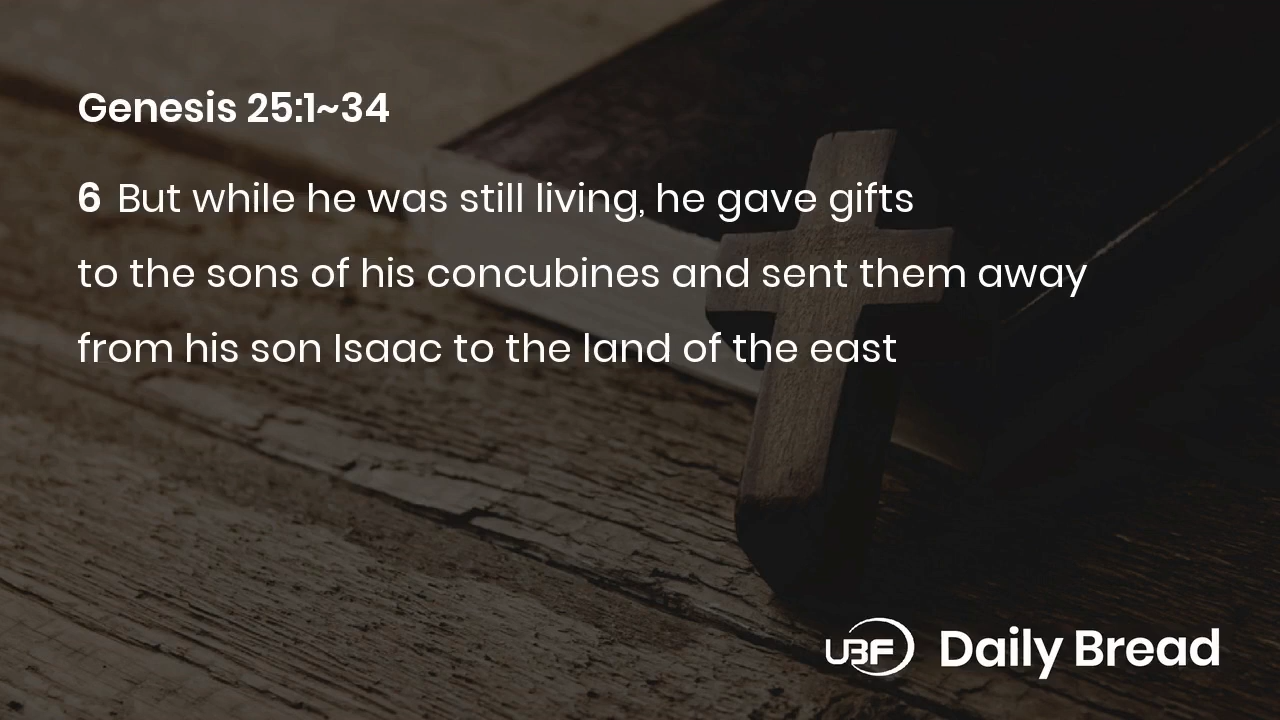 Genesis 25:1~34
6 But while he was still living, he gave gifts
to the sons of his concubines and sent them away
from his son Isaac to the land of the east
UBF Daily Bread